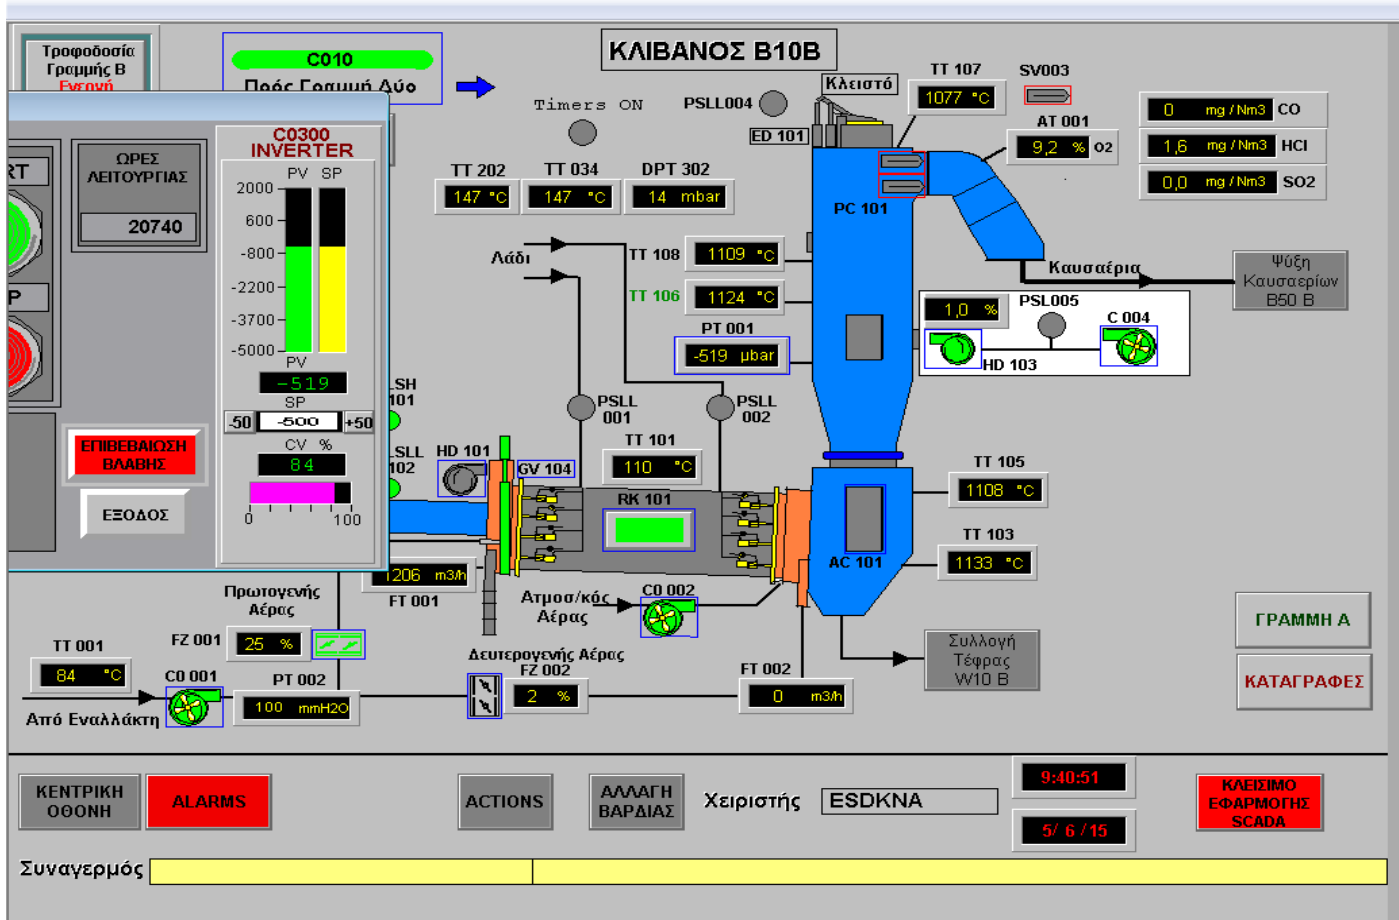 Τροφοδοσία
Γραμμής Β
Ενεργή
C010
Πρός Γραμμή Δύο
ΚΛΙΒΑΝΟΣ Β10Β
Timers ON
PSLL004
Κλειστό
ED 101
TT 107
1077 °C
SV003
AT 001
9,2 % O2
0 mg / Nm3 CO
1,6 mg / Nm3 HCl
0,0 mg / Nm3 SO2
RT
P
ΩΡΕΣ
ΛΕΙΤΟΥΡΓΙΑΣ
20740
C0300
INVERTER
PV SP
2000
600
-800
-2200
-3700
-5000
PV
-519
SP
-50 -500 +50
CV %
84
0 100
ΕΠΙΒΕΒΑΙΩΣΗ
ΒΛΑΒΗΣ
ΕΞΟΔΟΣ
TT 202
147 °C
TT 034
147 °C
DPT 302
14 mbar
PC 101
Λάδι
TT 108 1109 °C
TT 106 1124 °C
PT 001
-519 μbar
Καυσαέρια
Ψύξη
Καυσαερίων
B50 B
1,0 %
PSL005
C 004
HD 103
LSH
101
LSLL
102
PSLL
001
PSLL
002
HD 101
GV 104
TT 101
110 °C
RK 101
TT 105
1108 °C
TT 103
1133 °C
AC 101
1206 m3/h
FT 001
Πρωτογενής
Αέρας
Ατμοσ/κός
Αέρας
C0 002
FZ 001 25 %
TT 001
84 °C
C0 001
PT 002
100 mmH2O
Από Εναλλάκτη
Δευτερογενής Αέρας
FZ 002
2 %
FT 002
0 m3/h
Συλλογή
Τέφρας
W10 B
ΓΡΑΜΜΗ Α
ΚΑΤΑΓΡΑΦΕΣ
ΚΕΝΤΡΙΚΗ
ΟΘΟΝΗ
ALARMS
ACTIONS
ΑΛΛΑΓΗ
ΒΑΡΔΙΑΣ
Χειριστής ESDKNA
9:40:51
5/ 6 /15
ΚΛΕΙΣΙΜΟ
ΕΦΑΡΜΟΓΗΣ
SCADA
Συναγερμός